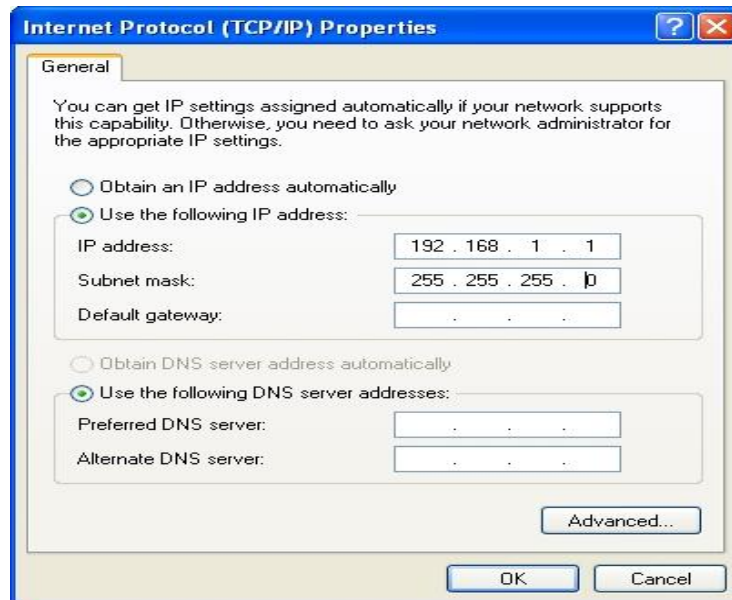 Internet Protocol (TCP/IP) Properties
General
You can get IP settings assigned automatically if your network supports
this capability. Otherwise, you need to ask your network administrator for
the appropriate IP settings.
Obtain an IP address automatically
Use the following IP address:
IP address: 192 . 168 . 1 . 1
Subnet mask: 255 . 255 . 255 . 0
Default gateway: . . .
Obtain DNS server address automatically
Use the following DNS server addresses:
Preferred DNS server: . . .
Alternate DNS server: . . .
Advanced...
OK Cancel